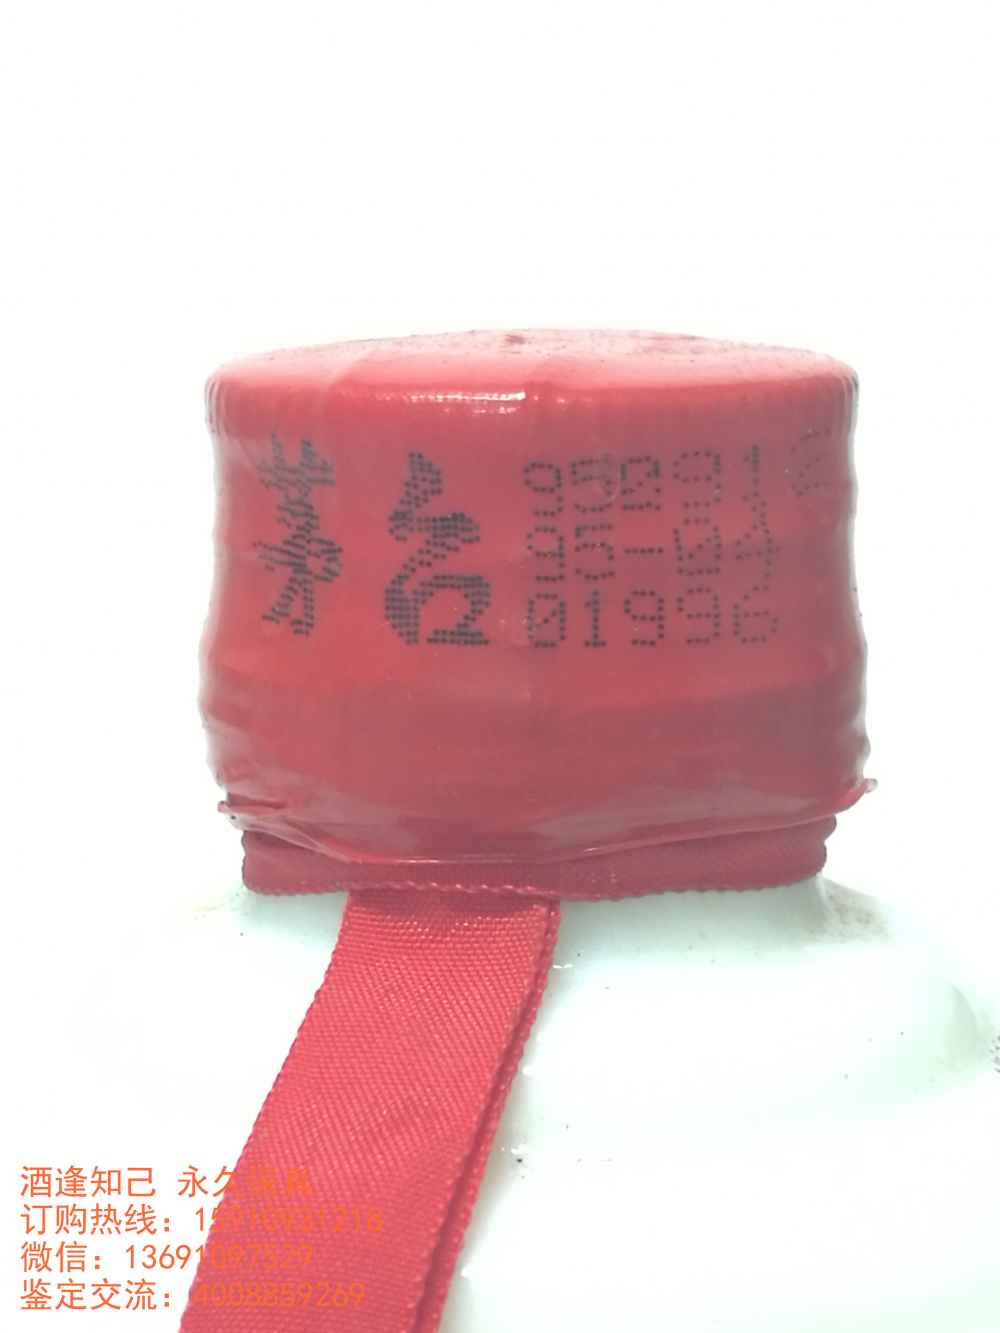 茅台
95-04
01996
酒逢知己 永久保真
订购热线：15910921218
微信：13691097529
鉴定交流：4008859269